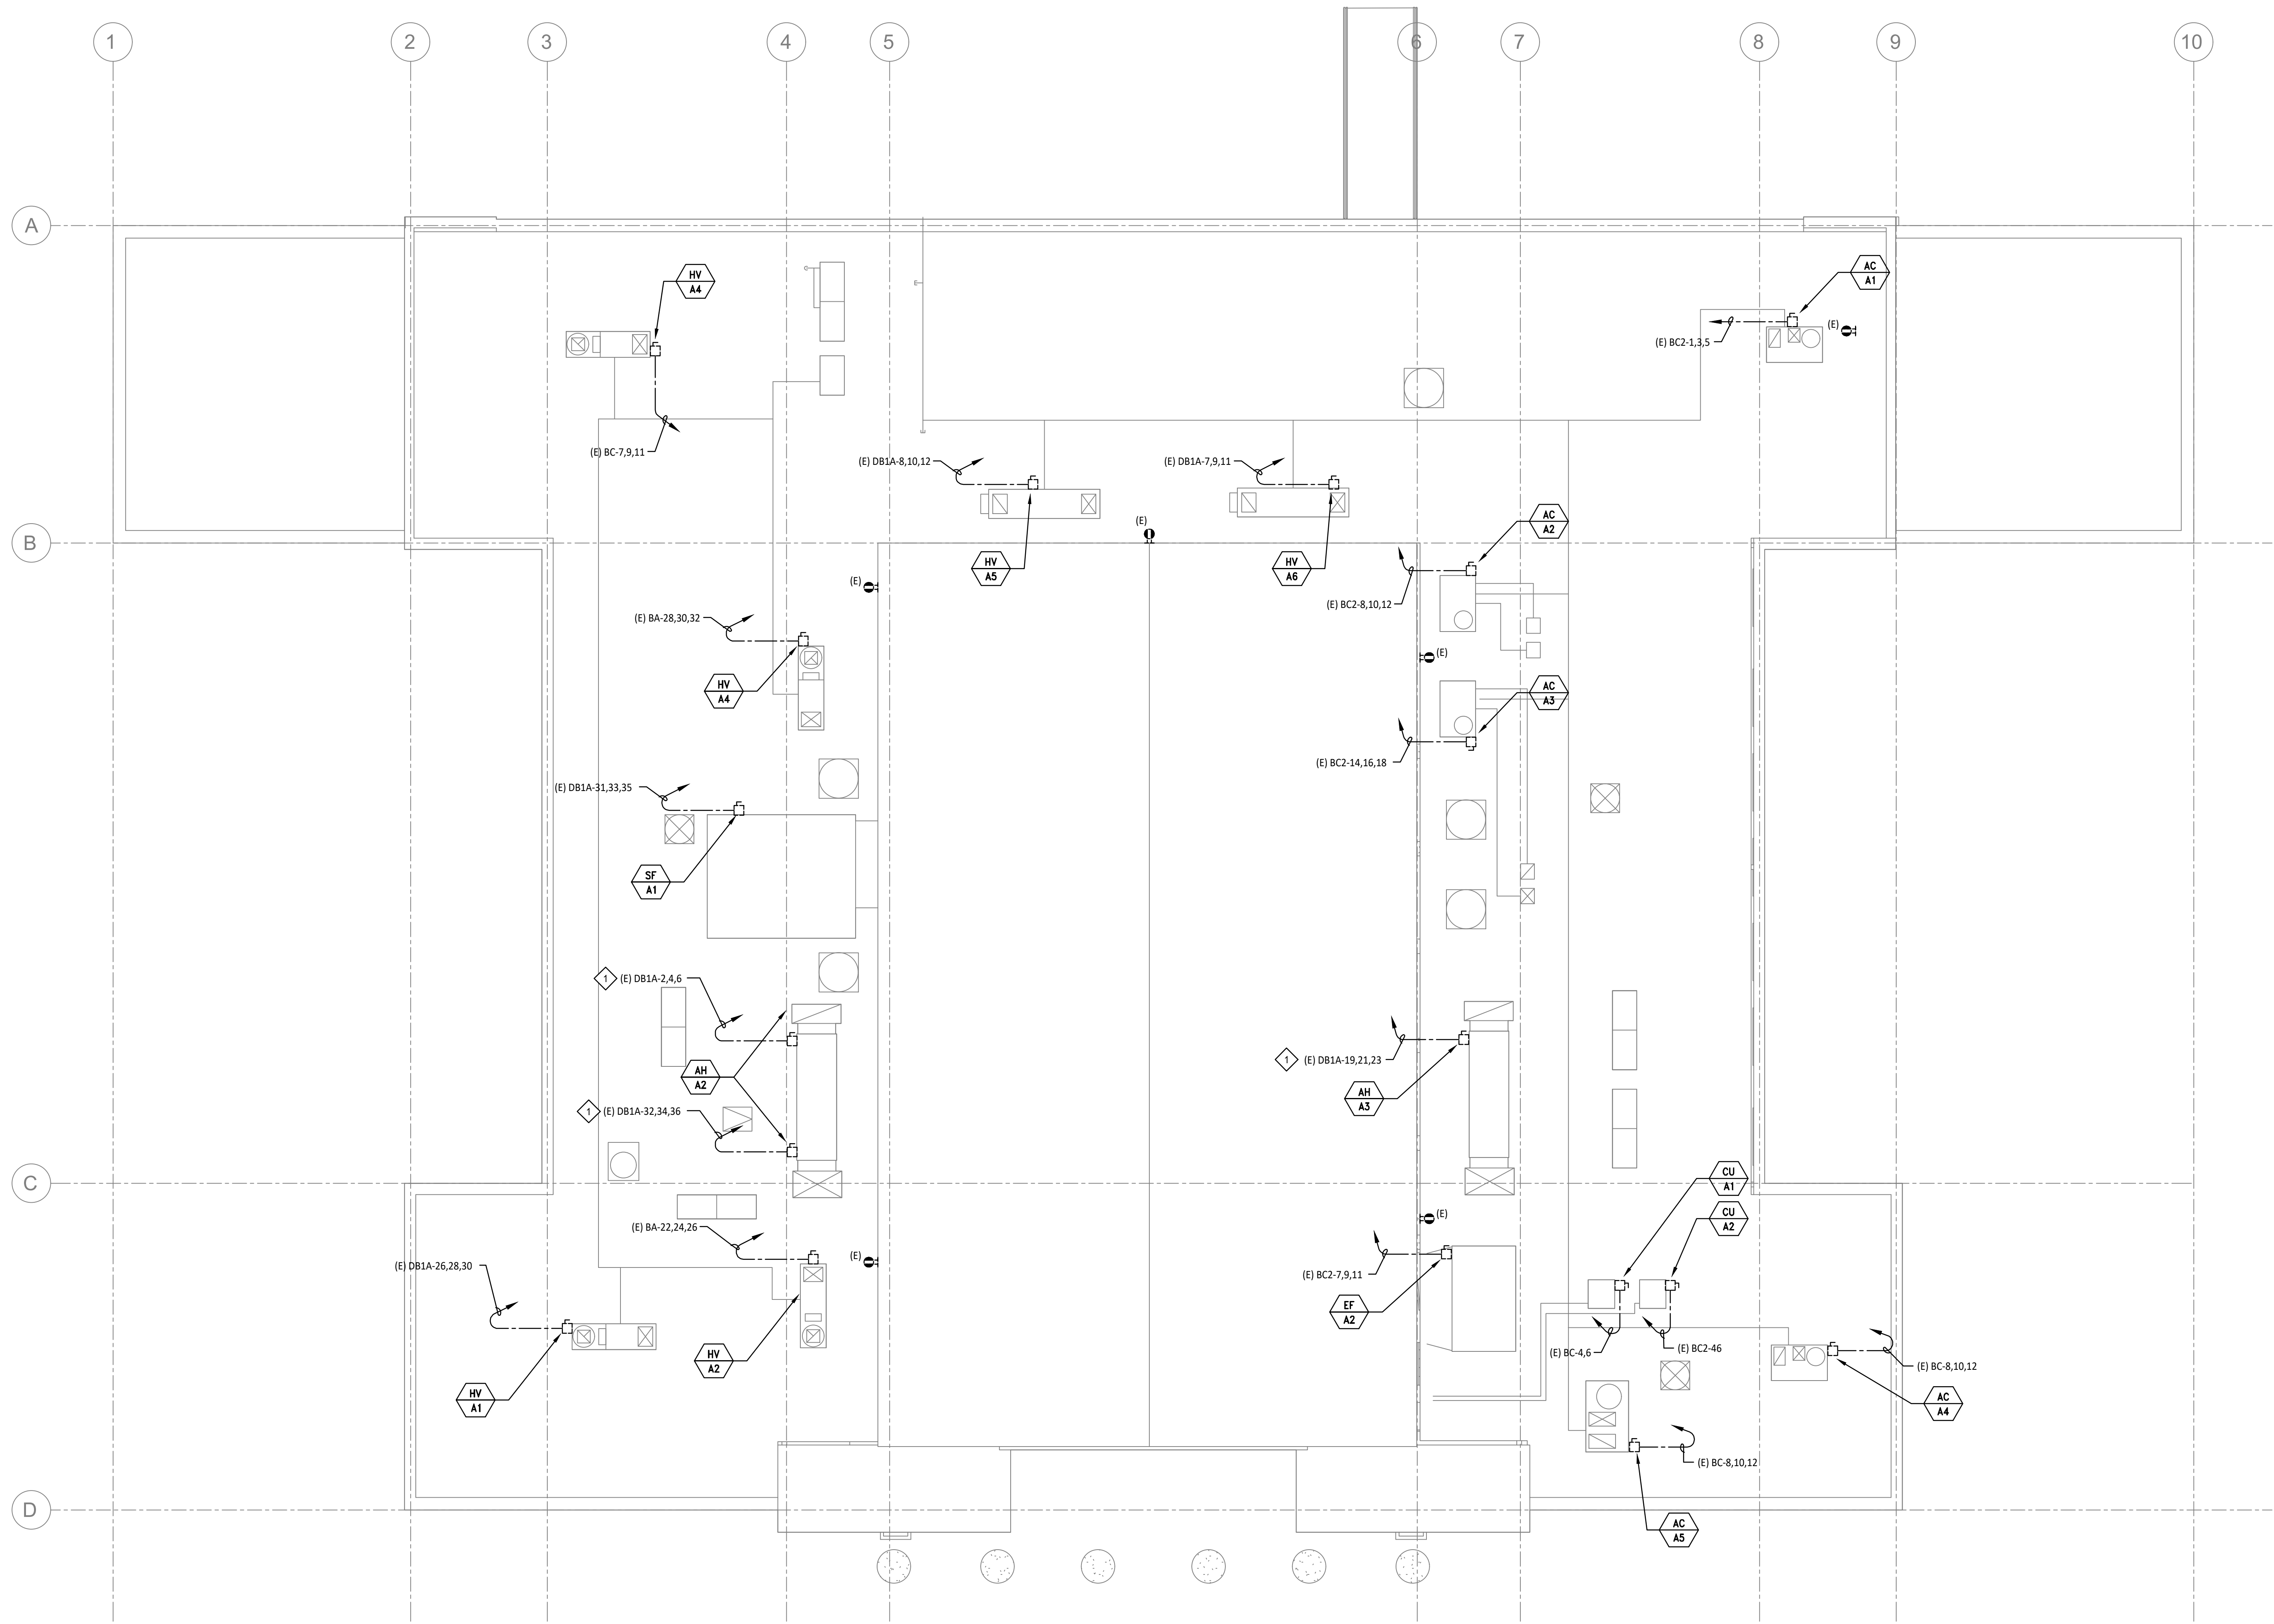 1 2 3 4 5 6 7 8 9 10
A
HV
A4
AC
A1
(E)
(E) BC2-1,3,5
(E) BC-7,9,11
(E) DB1A-8,10,12
(E) DB1A-7,9,11
AC
A2
(E)
B
HV
A5
HV
A6
(E)
(E) BC2-8,10,12
(E) BA-28,30,32
(E)
HV
A4
AC
A3
(E) BC2-14,16,18
(E) DB1A-31,33,35
SF
A1
1 (E) DB1A-2,4,6
1 (E) DB1A-19,21,23
AH
A2
AH
A3
1 (E) DB1A-32,34,36
C
CU
A1
CU
A2
(E)
(E) BA-22,24,26
(E)
(E) DB1A-26,28,30
(E) BC2-7,9,11
EF
A2
(E) BC-4,6
(E) BC2-46
HV
A2
(E) BC-8,10,12
HV
A1
AC
A4
(E) BC-8,10,12
D
AC
A5